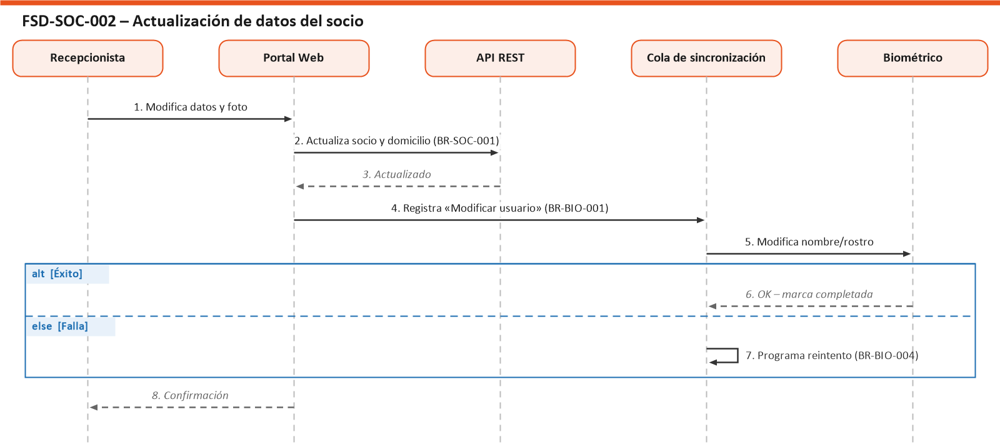 FSD-SOC-002 – Actualización de datos del socio
Recepcionista
Portal Web
API REST
Cola de sincronización
Biométrico
1. Modifica datos y foto
2. Actualiza socio y domicilio (BR-SOC-001)
3. Actualizado
4. Registra «Modificar usuario» (BR-BIO-001)
5. Modifica nombre/rostro
alt [Éxito]
6. OK – marca completada
else [Falla]
7. Programa reintento (BR-BIO-004)
8. Confirmación